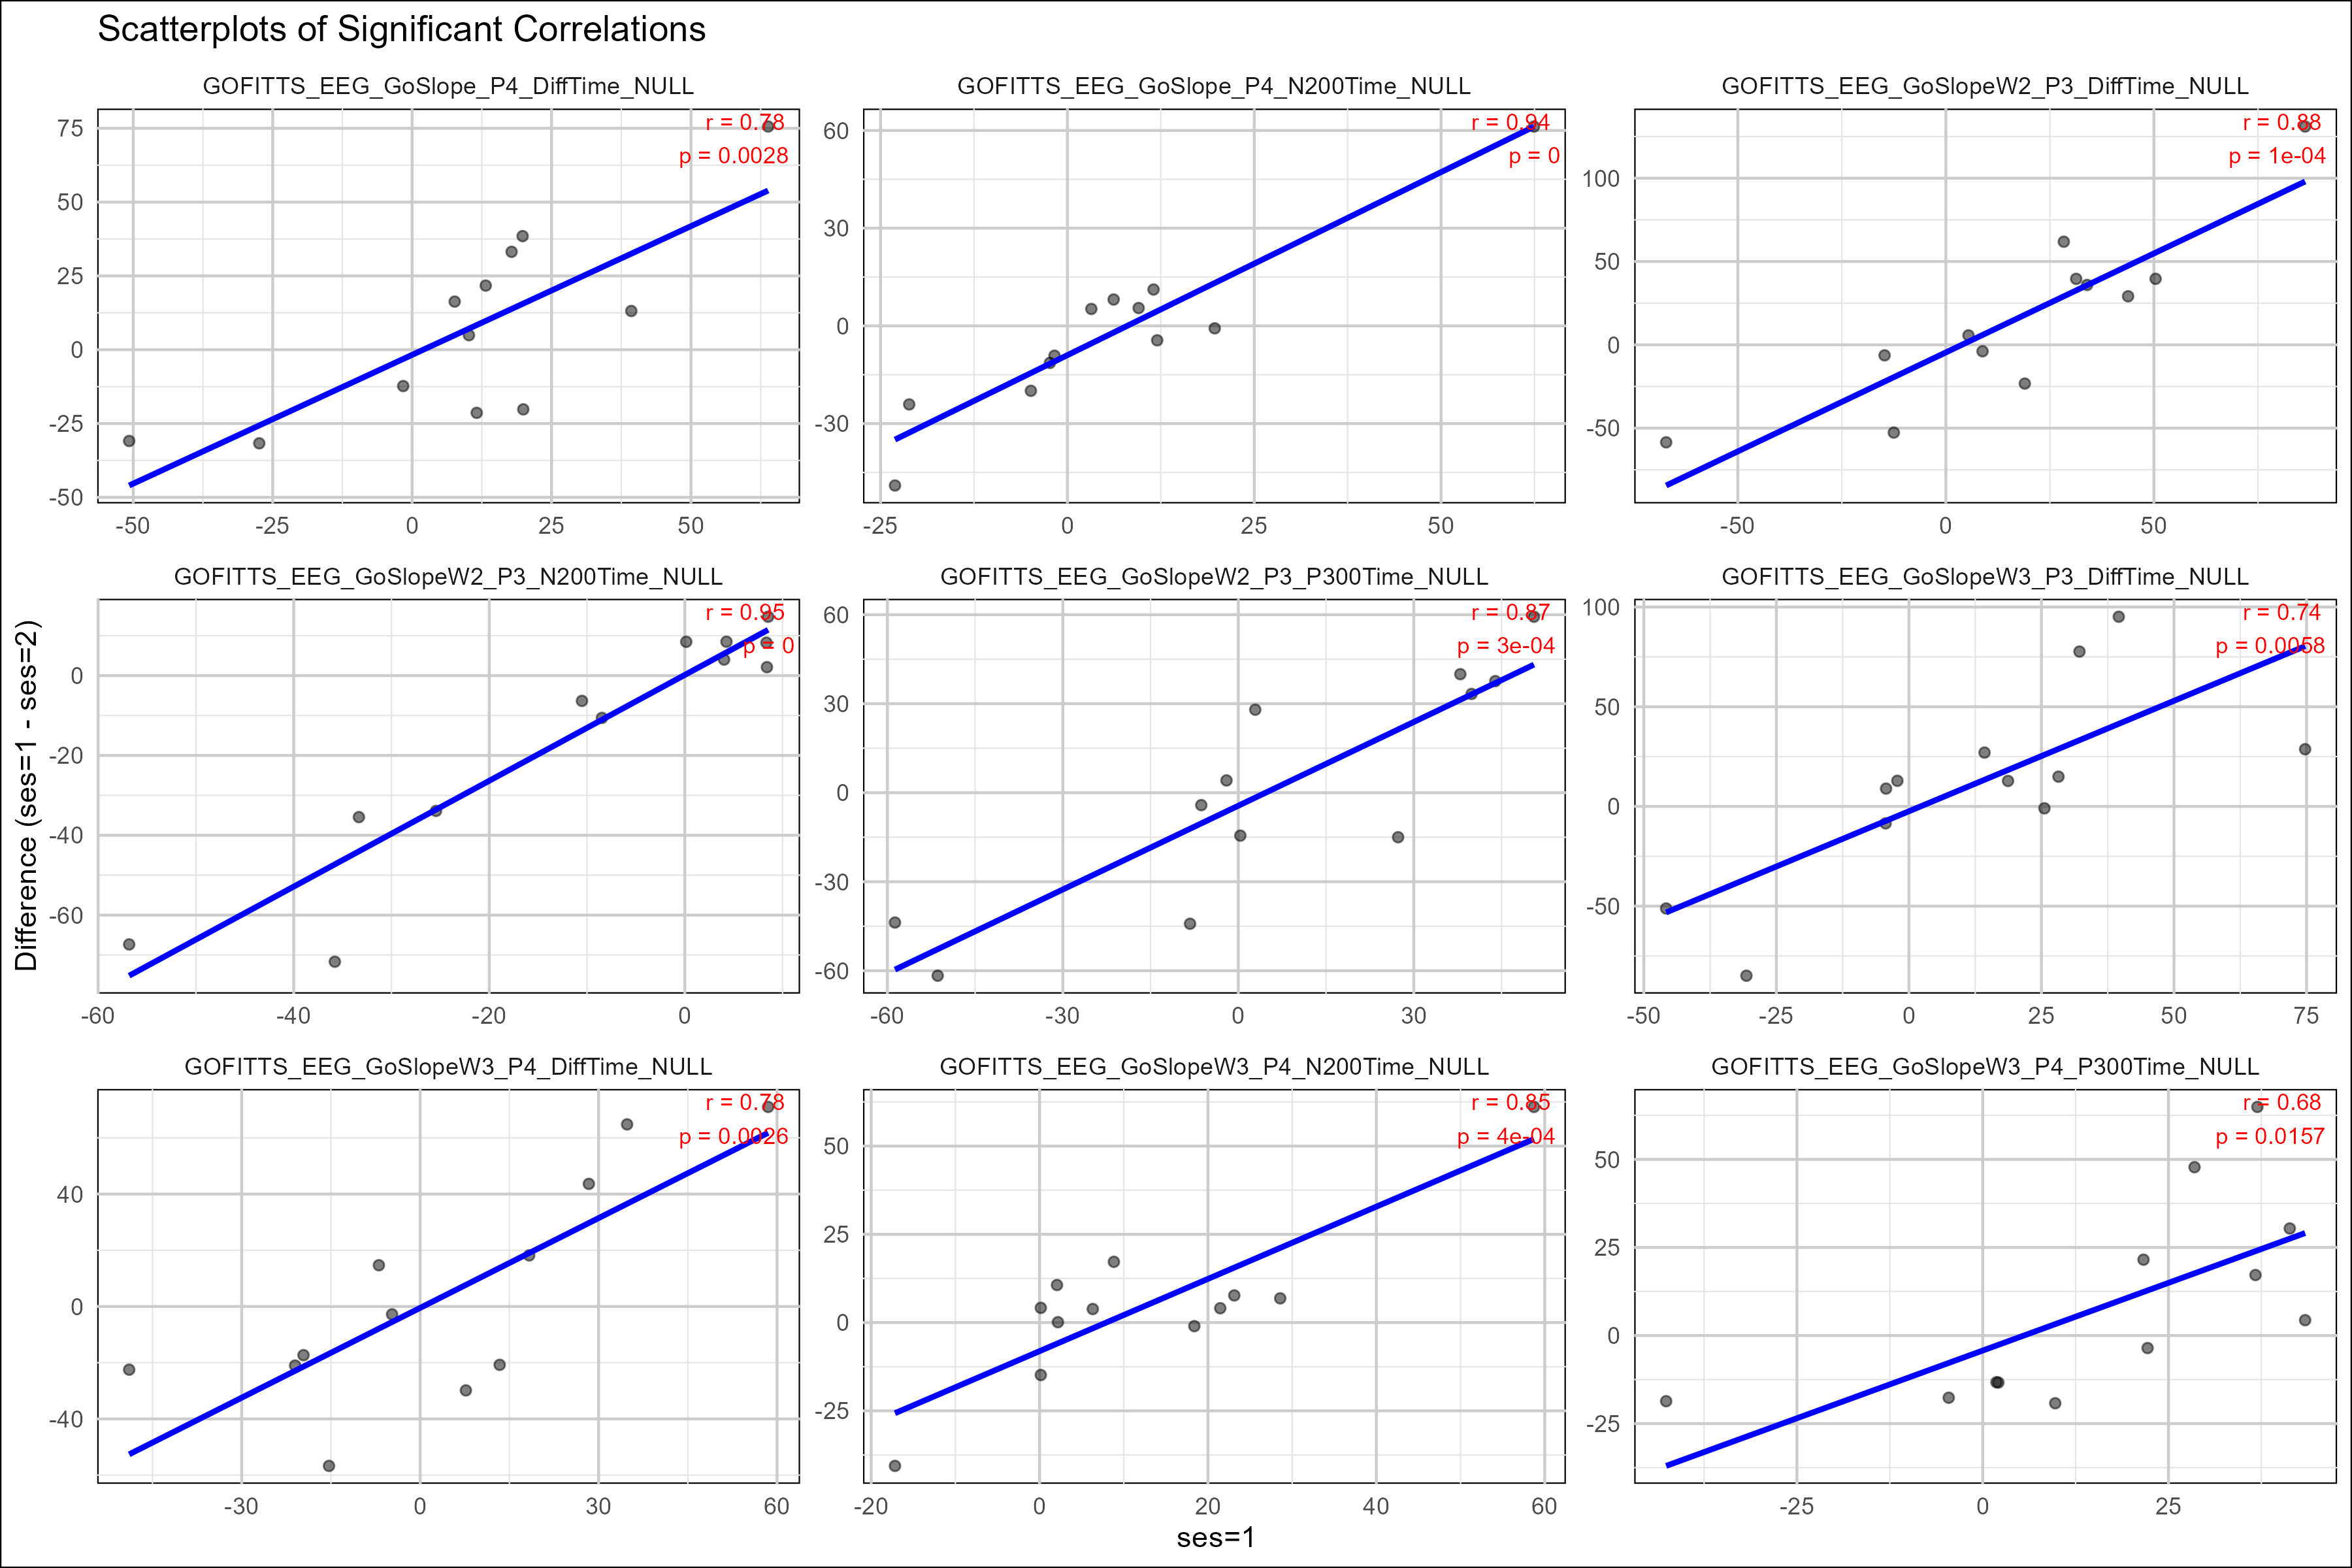 Scatterplots of Significant Correlations
GOFITTS_EEG_GoSlope_P4_DiffTime_NULL
r = 0.78
p = 0.0028
75
50
25
0
-25
-50
-50 -25 0 25 50
GOFITTS_EEG_GoSlope_P4_N200Time_NULL
r = 0.94
p = 0
60
30
0
-30
-25 0 25 50
GOFITTS_EEG_GoSlopeW2_P3_DiffTime_NULL
r = 0.88
p = 1e-04
100
50
0
-50
-50 0 50
Difference (ses=1 - ses=2)
GOFITTS_EEG_GoSlopeW2_P3_N200Time_NULL
r = 0.95
p = 0
0
-20
-40
-60
-60 -40 -20 0
GOFITTS_EEG_GoSlopeW2_P3_P300Time_NULL
r = 0.87
p = 3e-04
60
30
0
-30
-60
-60 -30 0 30
GOFITTS_EEG_GoSlopeW3_P3_DiffTime_NULL
r = 0.74
p = 0.0058
100
50
0
-50
-50 -25 0 25 50 75
GOFITTS_EEG_GoSlopeW3_P4_DiffTime_NULL
r = 0.78
p = 0.0026
40
0
-40
-30 0 30 60
GOFITTS_EEG_GoSlopeW3_P4_N200Time_NULL
r = 0.85
p = 4e-04
50
25
0
-25
-20 0 20 40 60
GOFITTS_EEG_GoSlopeW3_P4_P300Time_NULL
r = 0.68
p = 0.0157
50
25
0
-25
-25 0 25
ses=1